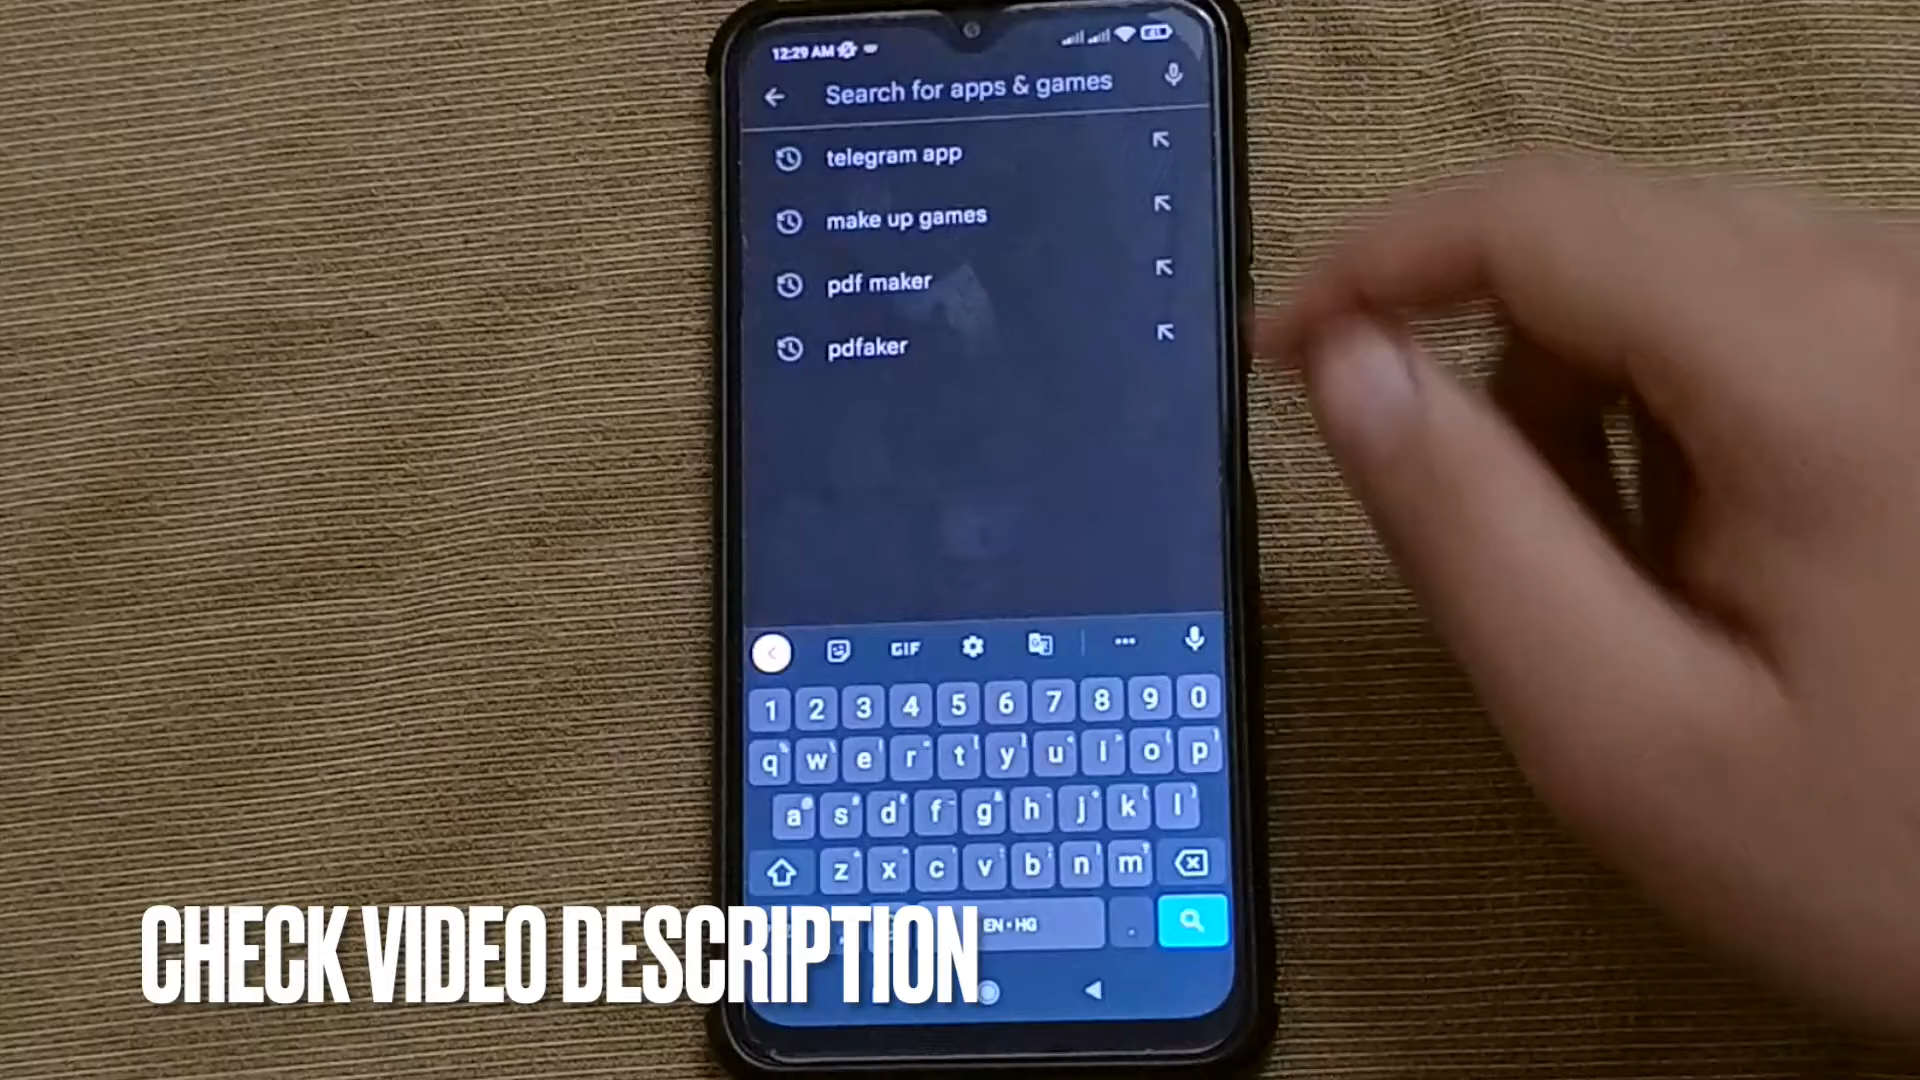 12:29 AM
Search for apps & games
telegram app
make up games
pdf maker
pdfaker
GIF
1 2 3 4 5 6 7 8 9 0
q w e r t y u i o p
a s d f g h j k l
z x c v b n m
EN • HG .
CHECK VIDEO DESCRIPTION